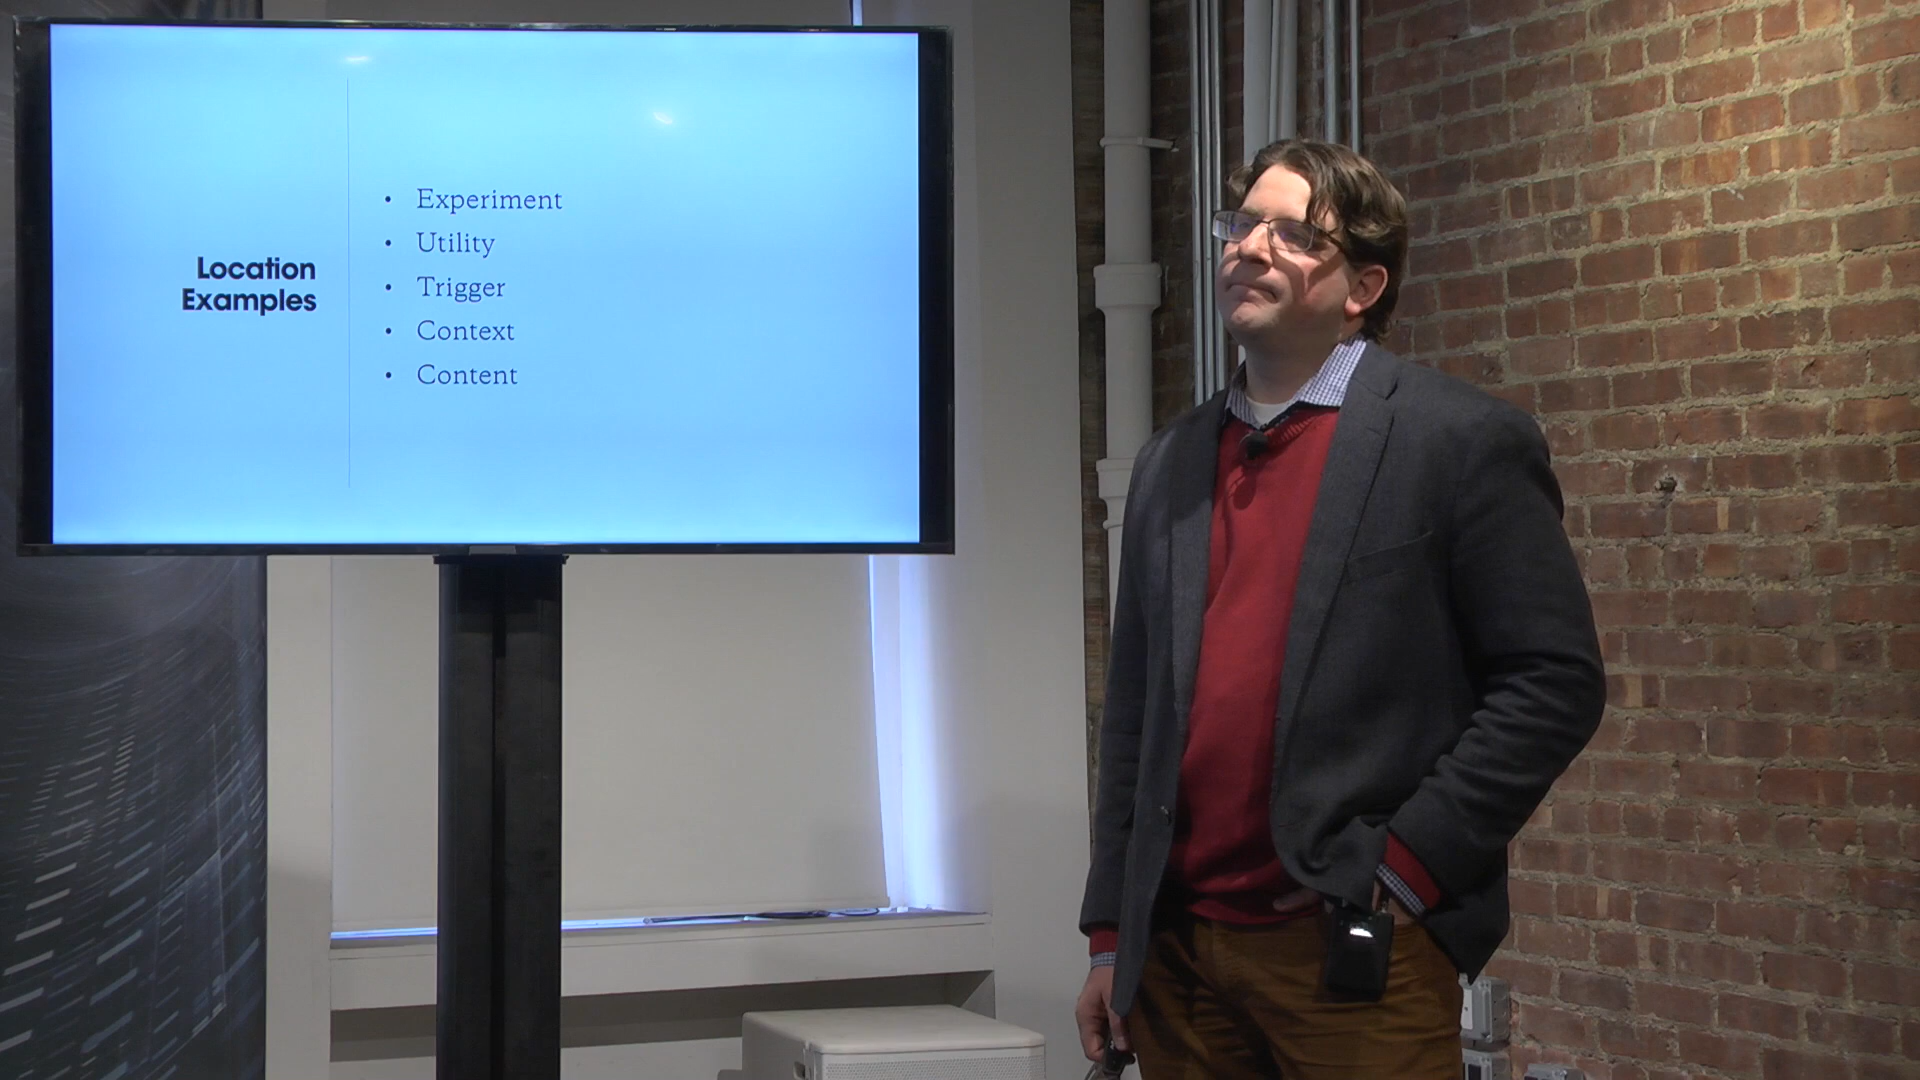 Location
Examples
• Experiment
• Utility
• Trigger
• Context
• Content